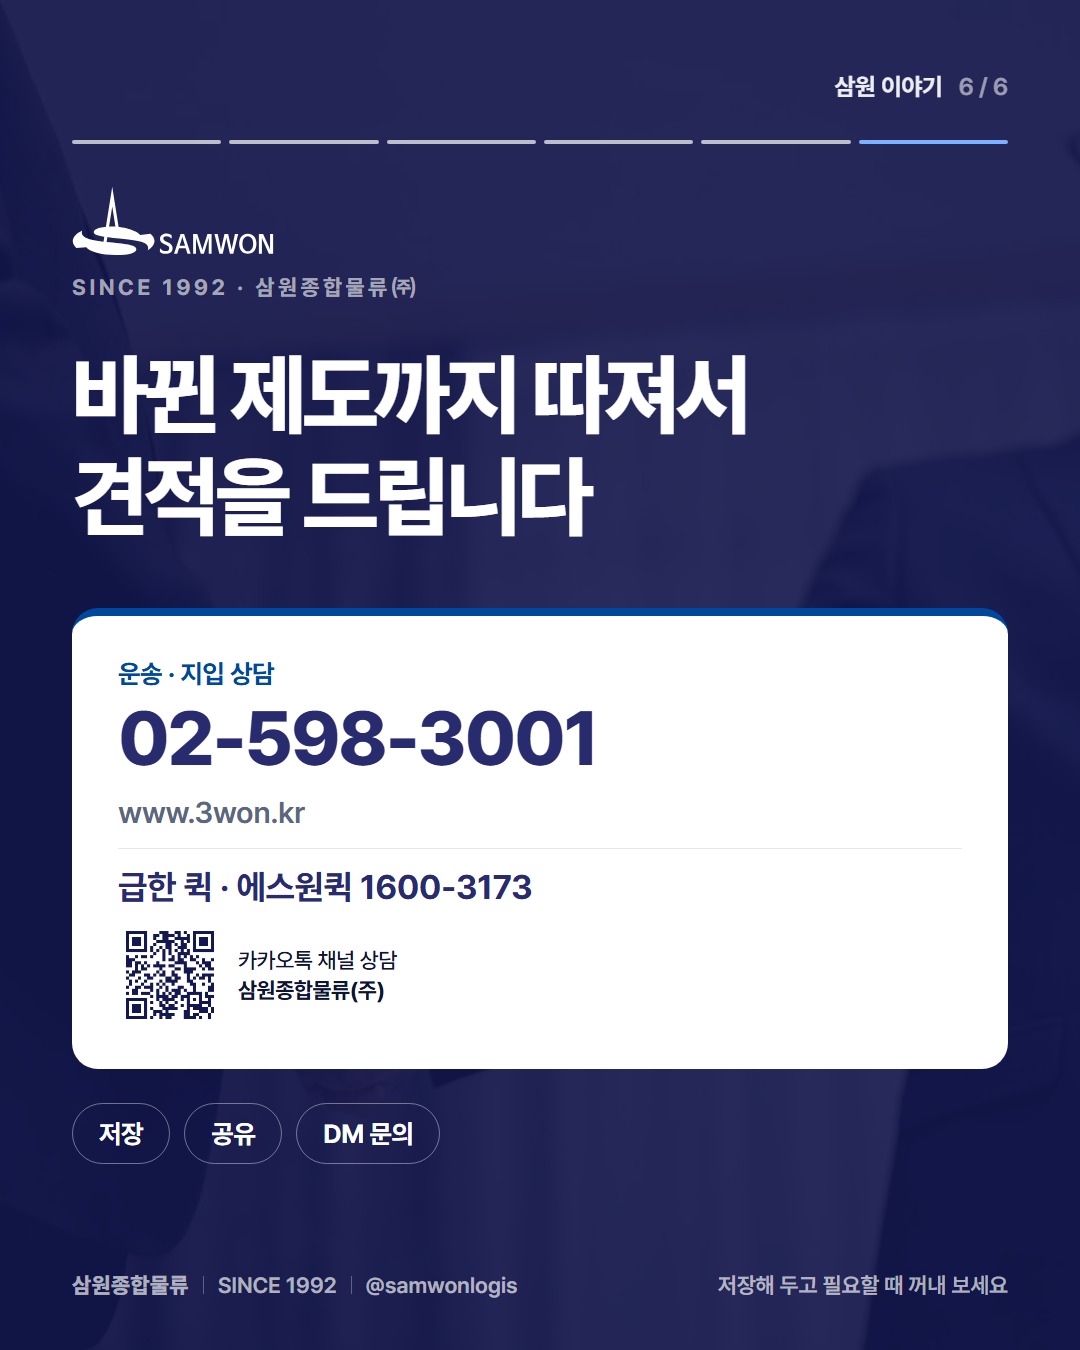 삼원 이야기 6 / 6
SAMWON
SINCE 1992 · 삼원종합물류㈜
바뀐 제도까지 따져서
견적을 드립니다
운송 · 지입 상담
02-598-3001
www.3won.kr
급한 퀵 · 에스원퀵 1600-3173
카카오톡 채널 상담
삼원종합물류(주)
저장 공유 DM 문의
삼원종합물류 | SINCE 1992 | @samwonlogis 저장해 두고 필요할 때 꺼내 보세요